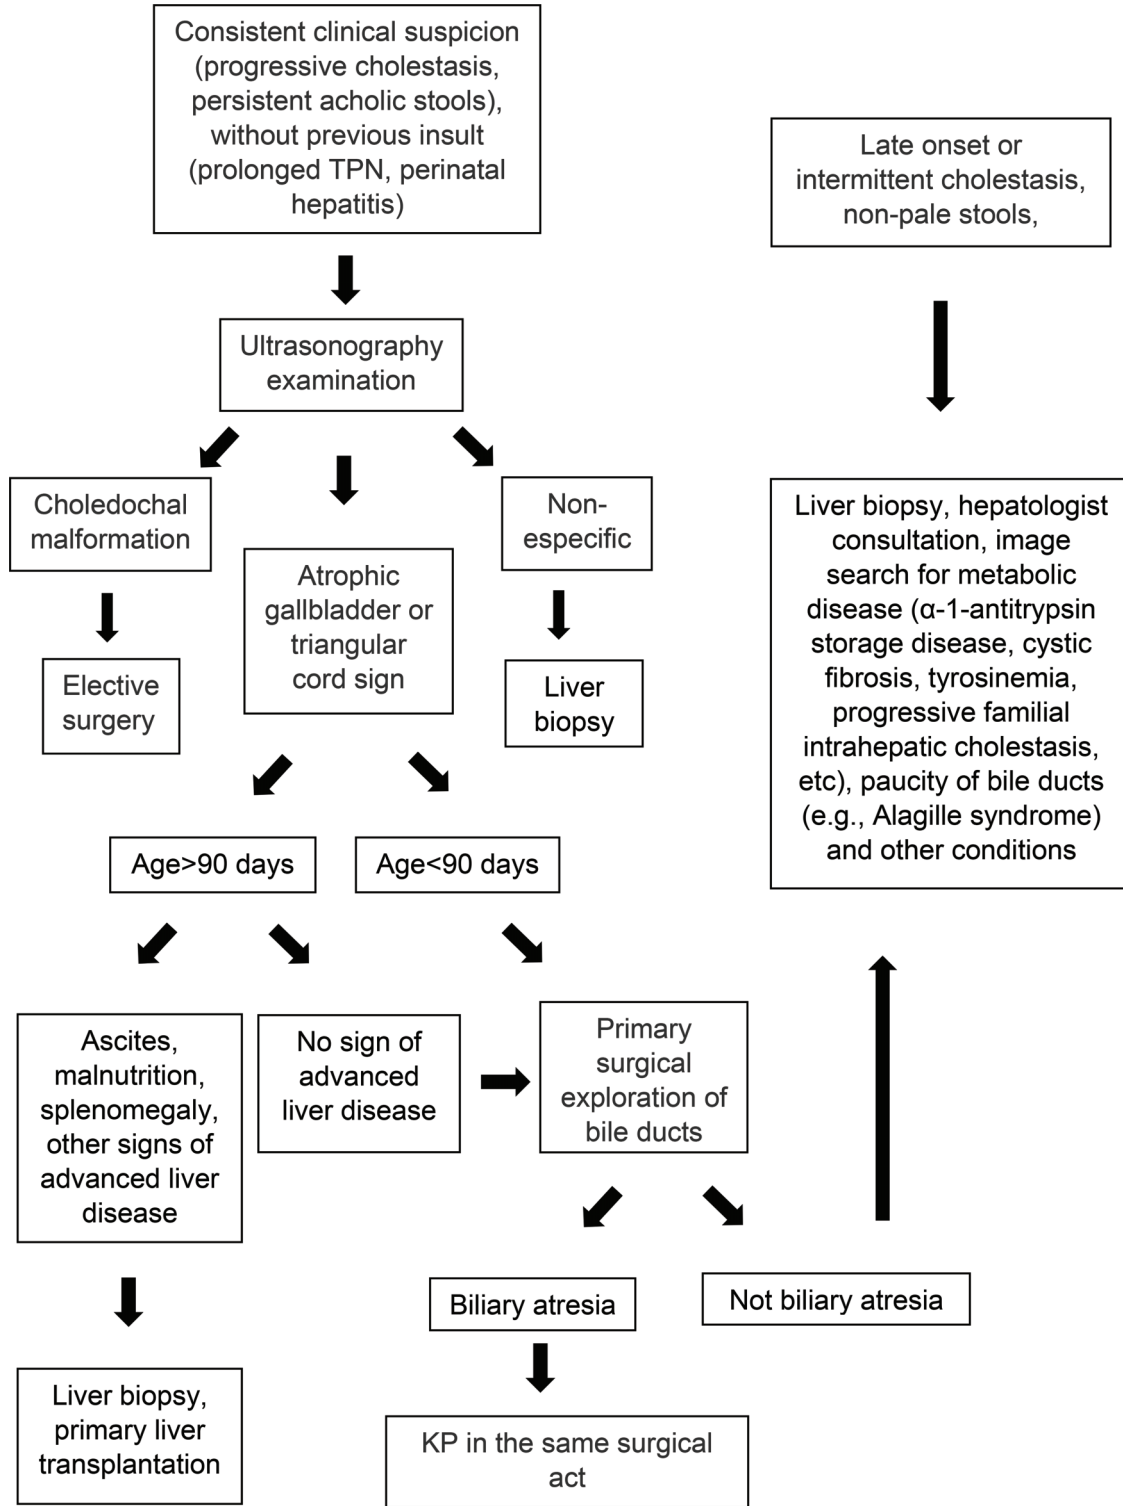 Consistent clinical suspicion
(progressive cholestasis,
persistent acholic stools),
without previous insult
(prolonged TPN, perinatal
hepatitis)
Late onset or
intermittent cholestasis,
non-pale stools,
Ultrasonography
examination
Choledochal
malformation
Atrophic
gallbladder or
triangular
cord sign
Non-
especific
Elective
surgery
Liver
biopsy
Liver biopsy, hepatologist
consultation, image
search for metabolic
disease (α-1-antitrypsin
storage disease, cystic
fibrosis, tyrosinemia,
progressive familial
intrahepatic cholestasis,
etc), paucity of bile ducts
(e.g., Alagille syndrome)
and other conditions
Age>90 days
Age<90 days
Ascites,
malnutrition,
splenomegaly,
other signs of
advanced liver
disease
No sign of
advanced
liver disease
Primary
surgical
exploration of
bile ducts
Biliary atresia
Not biliary atresia
Liver biopsy,
primary liver
transplantation
KP in the same surgical
act